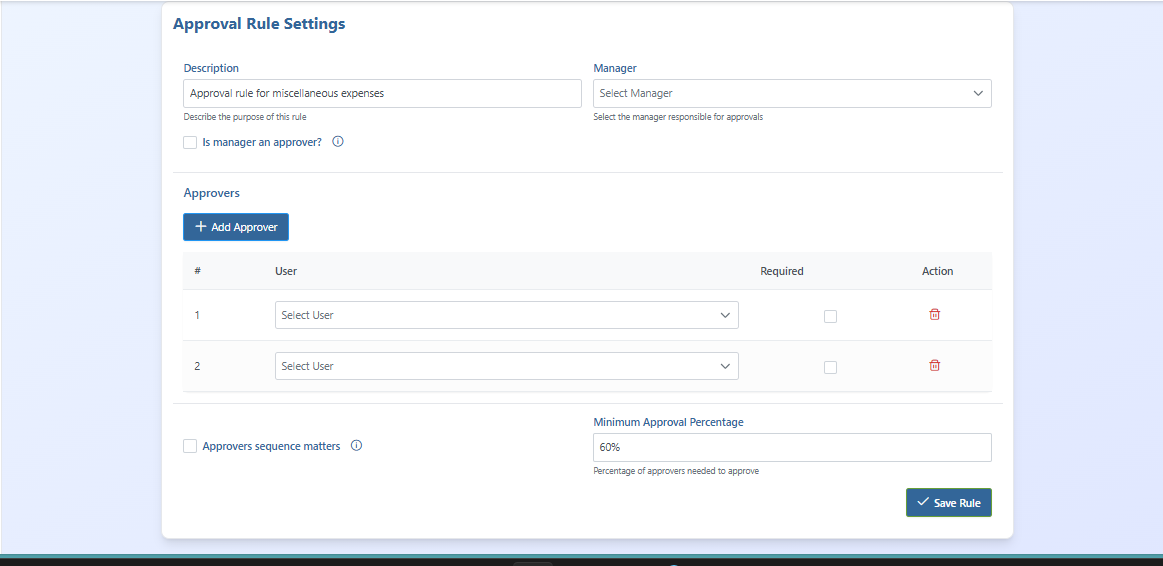 Approval Rule Settings
Description
Manager
Approval rule for miscellaneous expenses
Select Manager
Describe the purpose of this rule
Select the manager responsible for approvals
Is manager an approver?
Approvers
Add Approver
# User Required Action
1 Select User
2 Select User
Minimum Approval Percentage
Approvers sequence matters
60%
Percentage of approvers needed to approve
Save Rule